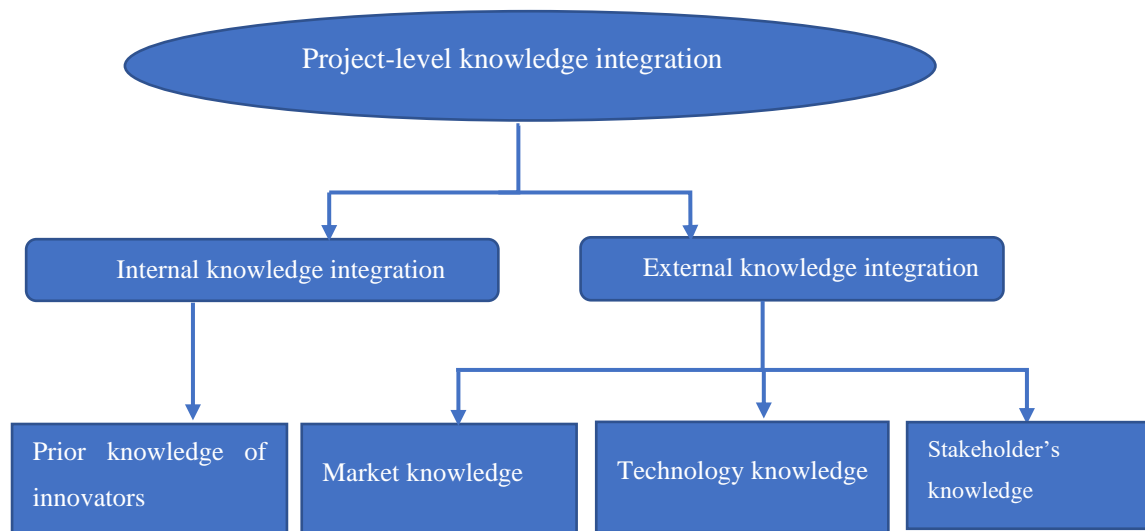 Project-level knowledge integration
Internal knowledge integration
External knowledge integration
Prior knowledge of
innovators
Market knowledge
Technology knowledge
Stakeholder’s
knowledge